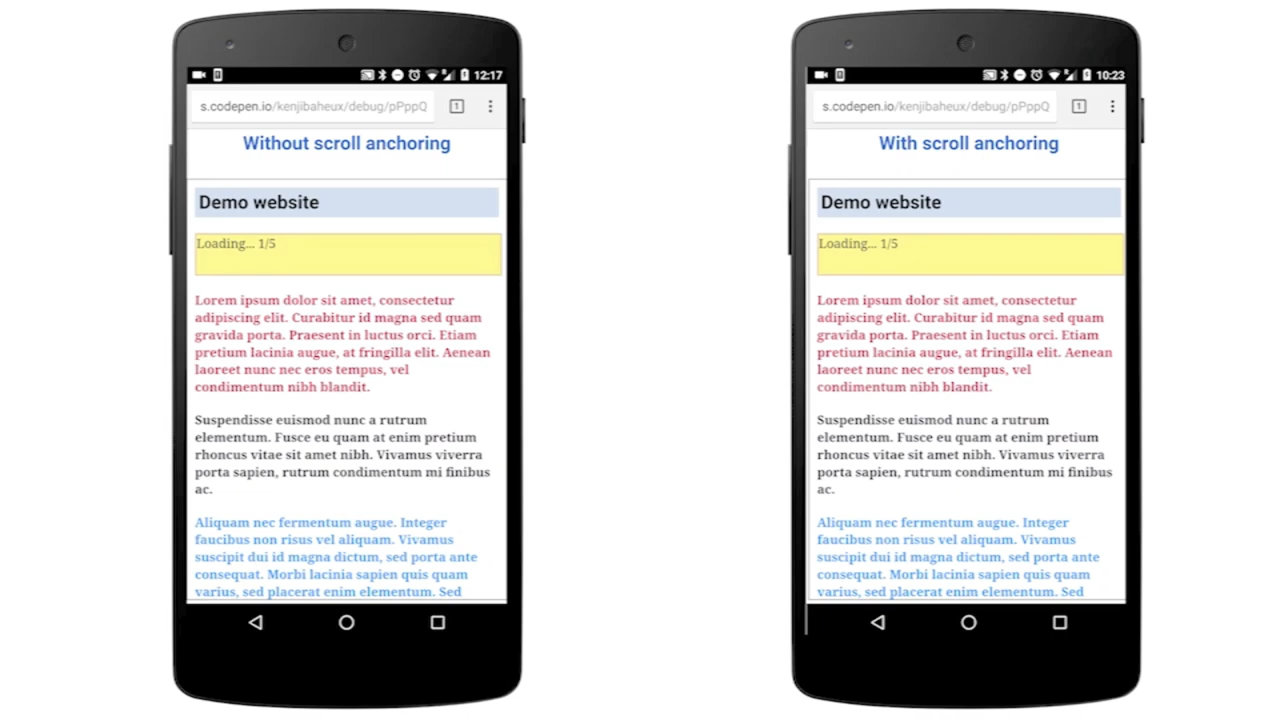 12:17
s.codepen.io/kenjibaheux/debug/pPppQ
1
Without scroll anchoring
Demo website
Loading... 1/5
Lorem ipsum dolor sit amet, consectetur
adipiscing elit. Curabitur id magna sed quam
gravida porta. Praesent in luctus orci. Etiam
pretium lacinia augue, at fringilla elit. Aenean
laoreet nunc nec eros tempus, vel
condimentum nibh blandit.
Suspendisse euismod nunc a rutrum
elementum. Fusce eu quam at enim pretium
rhoncus vitae sit amet nibh. Vivamus viverra
porta sapien, rutrum condimentum mi finibus
ac.
Aliquam nec fermentum augue. Integer
faucibus non risus vel aliquam. Vivamus
suscipit dui id magna dictum, sed porta ante
consequat. Morbi lacinia sapien quis quam
varius, sed placerat enim elementum. Sed
10:23
s.codepen.io/kenjibaheux/debug/pPppQ
1
With scroll anchoring
Demo website
Loading... 1/5
Lorem ipsum dolor sit amet, consectetur
adipiscing elit. Curabitur id magna sed quam
gravida porta. Praesent in luctus orci. Etiam
pretium lacinia augue, at fringilla elit. Aenean
laoreet nunc nec eros tempus, vel
condimentum nibh blandit.
Suspendisse euismod nunc a rutrum
elementum. Fusce eu quam at enim pretium
rhoncus vitae sit amet nibh. Vivamus viverra
porta sapien, rutrum condimentum mi finibus
ac.
Aliquam nec fermentum augue. Integer
faucibus non risus vel aliquam. Vivamus
suscipit dui id magna dictum, sed porta ante
consequat. Morbi lacinia sapien quis quam
varius, sed placerat enim elementum. Sed